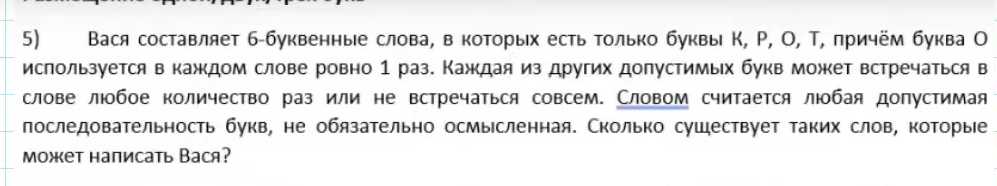 5) Вася составляет 6-буквенные слова, в которых есть только буквы К, Р, О, Т, причём буква О
используется в каждом слове ровно 1 раз. Каждая из других допустимых букв может встречаться в
слове любое количество раз или не встречаться совсем. Словом считается любая допустимая
последовательность букв, не обязательно осмысленная. Сколько существует таких слов, которые
может написать Вася?